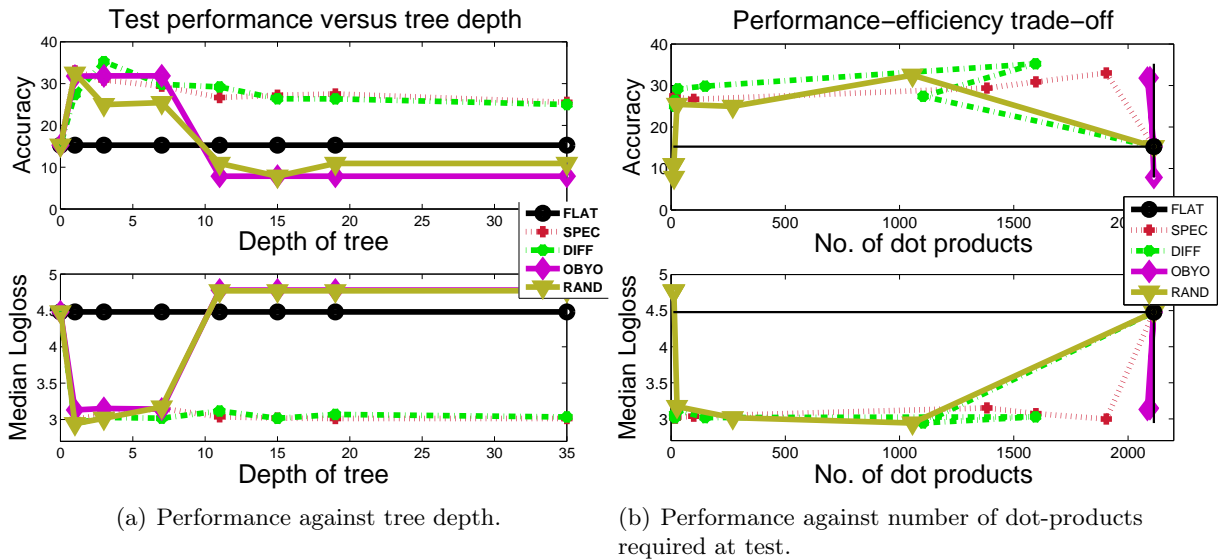 Test performance versus tree depth
40
30
20
10
0
Accuracy
0 5 10 15 20 25 30 35
Depth of tree
FLAT
SPEC
DIFF
OBYO
RAND
5
4.5
4
3.5
3
Median Logloss
0 5 10 15 20 25 30 35
Depth of tree
(a) Performance against tree depth.
Performance−efficiency trade−off
40
30
20
10
0
Accuracy
0 500 1000 1500
No. of dot products
FLAT
SPEC
DIFF
OBYO
RAND
5
4.5
4
3.5
3
Median Logloss
0 500 1000 1500 2000
No. of dot products
(b) Performance against number of dot-products
required at test.